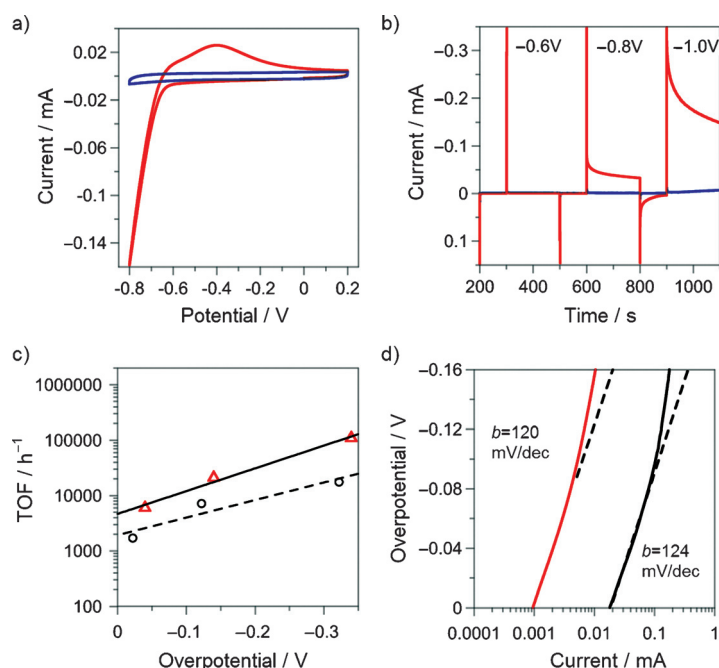 a)
0.02
-0.02
-0.06
-0.1
-0.14
Current / mA
-0.8 -0.6 -0.4 -0.2 0 0.2
Potential / V
b)
−0.6V −0.8V −1.0V
-0.3
-0.2
-0.1
0
0.1
Current / mA
200 400 600 800 1000
Time / s
c)
1000000
100000
10000
1000
100
TOF / h⁻¹
0 −0.1 −0.2 −0.3
Overpotential / V
d)
−0.16
−0.12
−0.08
−0.04
0
Overpotential / V
b=120
mV/dec
b=124
mV/dec
0.0001 0.001 0.01 0.1 1
Current / mA